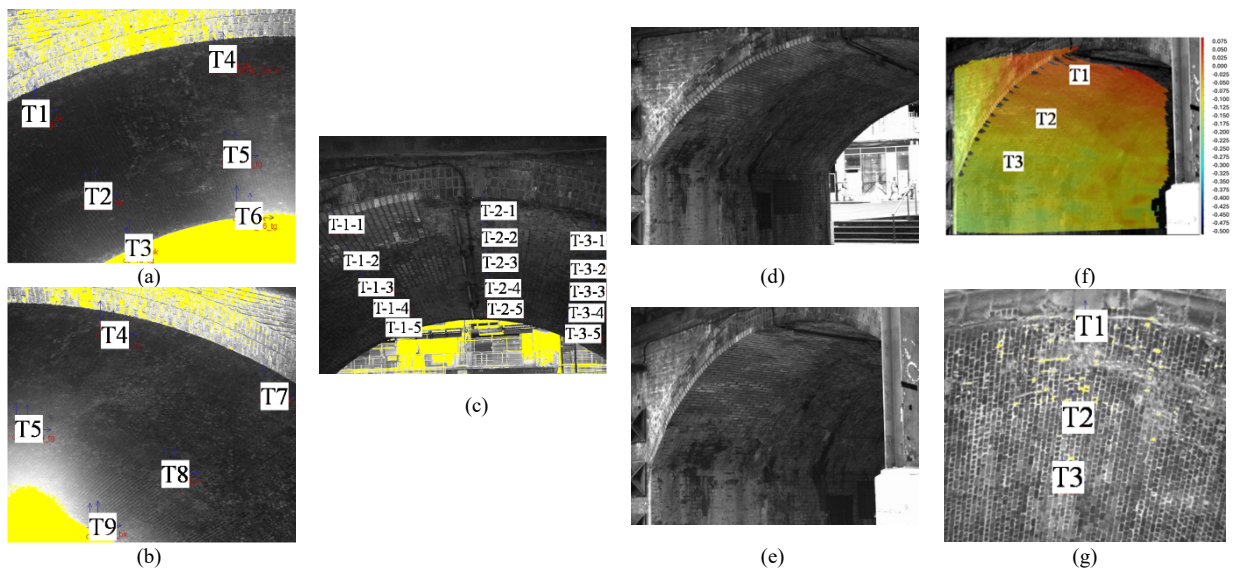 T4
T1
T5
T2
T6
T3
(a)
T4
T7
T5
T8
T9
(b)
T-1-1
T-2-1
T-2-2
T-3-1
T-1-2
T-2-3
T-3-2
T-1-3
T-2-4
T-3-3
T-1-4
T-2-5
T-3-4
T-1-5
T-3-5
(c)
(d)
(e)
T1
T2
T3
0.075
0.050
0.025
0.000
-0.025
-0.050
-0.075
-0.100
-0.125
-0.150
-0.175
-0.200
-0.225
-0.250
-0.275
-0.300
-0.325
-0.350
-0.375
-0.400
-0.425
-0.450
-0.475
-0.500
(f)
T1
T2
T3
(g)